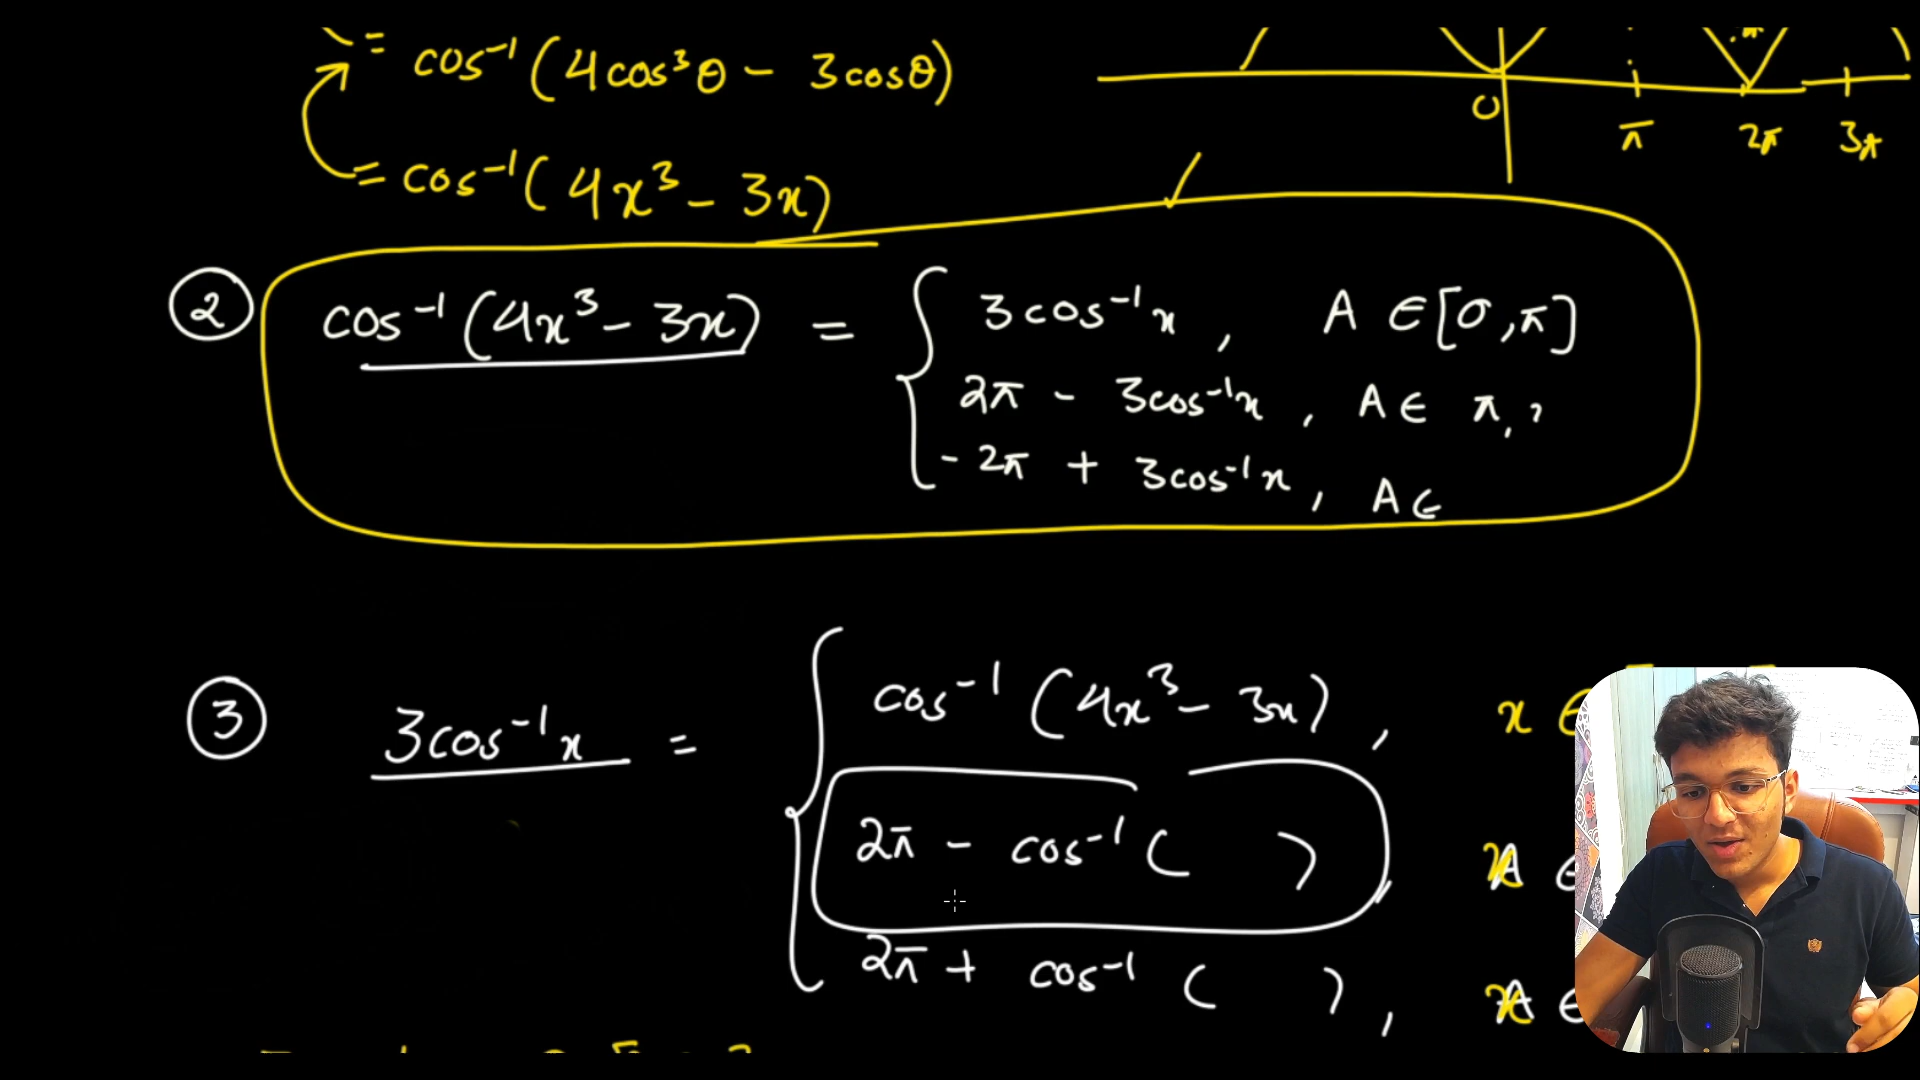 = cos⁻¹(4cos³θ - 3cosθ)
= cos⁻¹(4x³ - 3x)
0 π 2π 3π
② cos⁻¹(4x³ - 3x) = { 3cos⁻¹x , A ∈ [0, π]
2π - 3cos⁻¹x , A ∈ π, 
-2π + 3cos⁻¹x , A ∈
③ 3cos⁻¹x = { cos⁻¹(4x³ - 3x) , x ∈
2π - cos⁻¹( ) , x ∈
2π + cos⁻¹( ) , x ∈